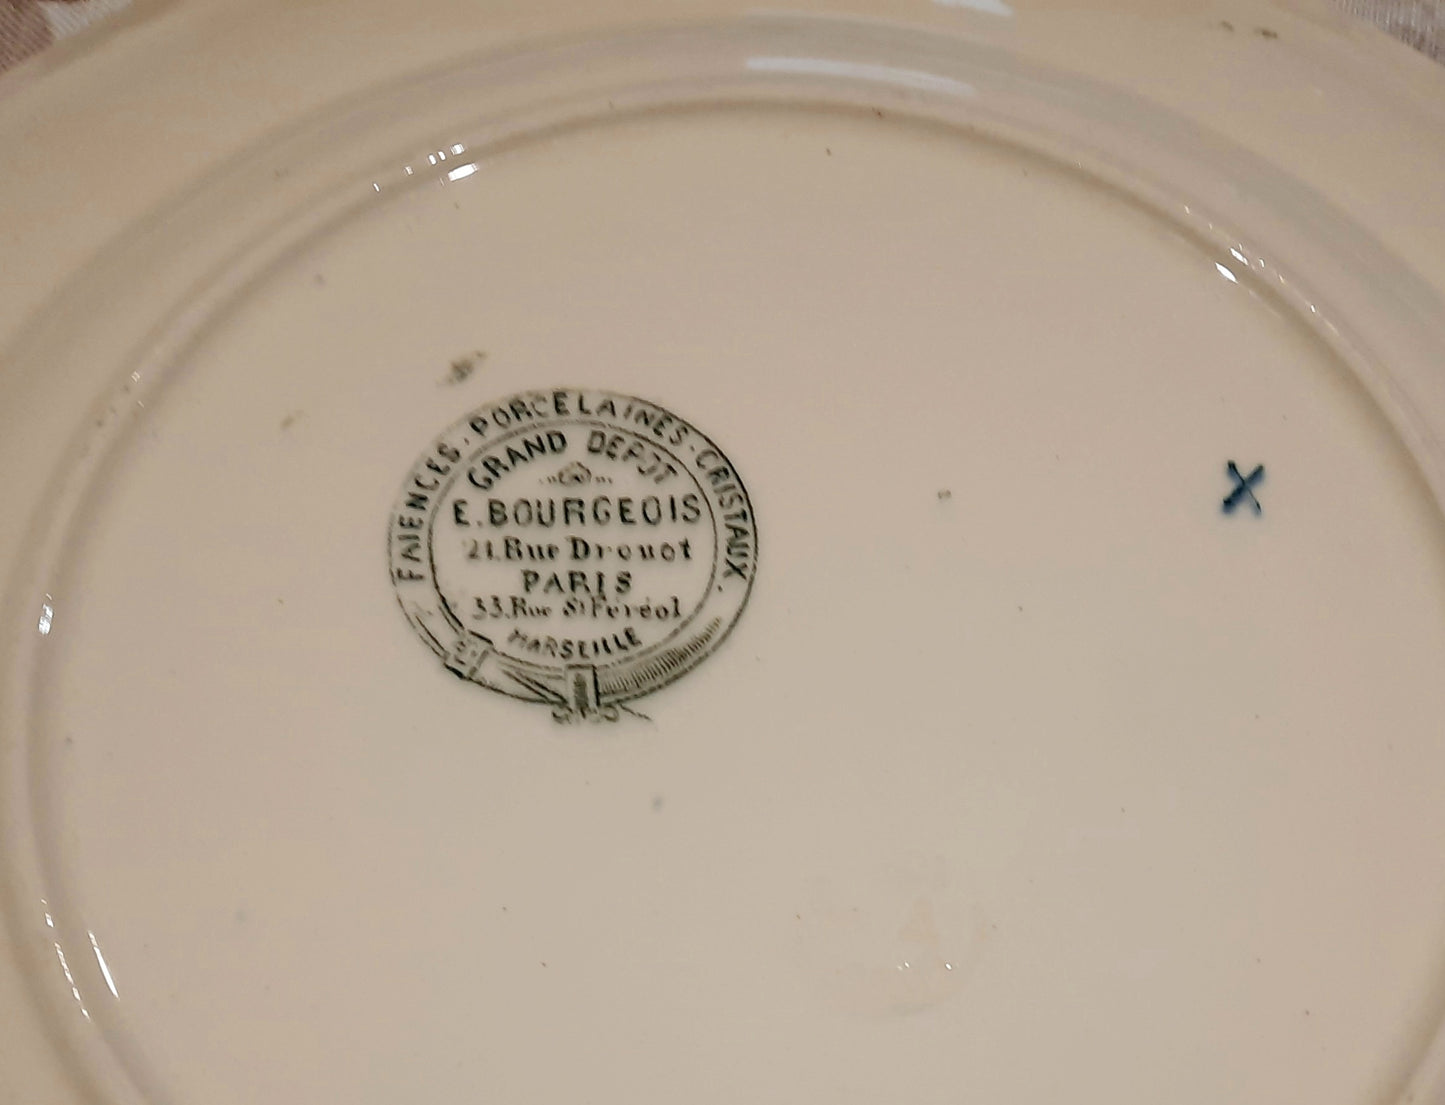 FAIENCES · PORCELAINES · CRISTAUX.
GRAND DEPOT
E. BOURGEOIS
21. Rue Drouot
PARIS
33. Rue St Féréol
MARSEILLE
X